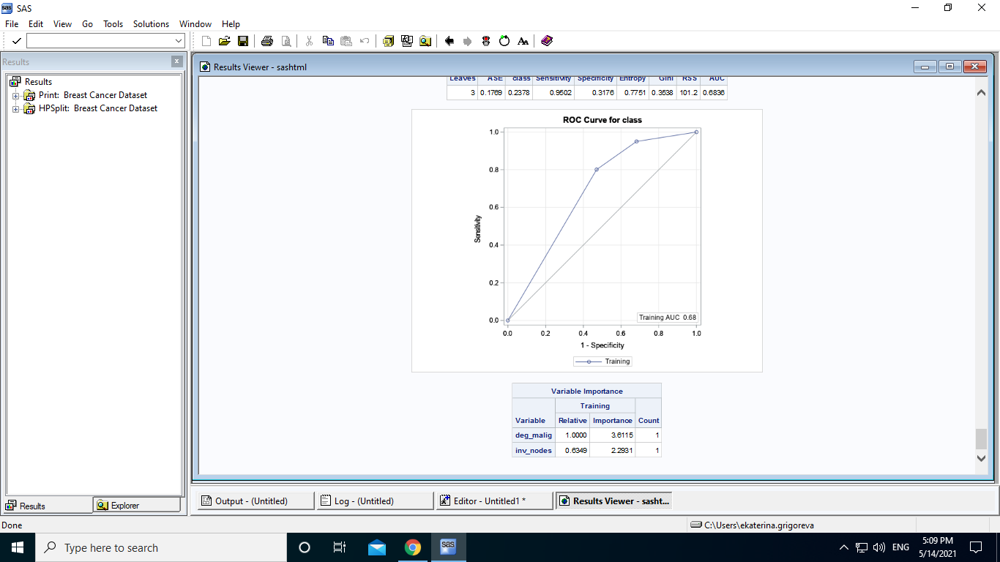 SAS
File Edit View Go Tools Solutions Window Help
Results
Results
Print: Breast Cancer Dataset
HPSplit: Breast Cancer Dataset
Results Viewer - sashtml
Leaves ASE class Sensitivity Specificity Entropy Gini RSS AUC
3 0.1769 0.2378 0.9502 0.3176 0.7751 0.3538 101.2 0.6836
ROC Curve for class
1.0
0.8
0.6
0.4
0.2
0.0
Sensitivity
Training AUC 0.68
0.0 0.2 0.4 0.6 0.8 1.0
1 - Specificity
Training
Variable Importance
Training
Variable Relative Importance Count
deg_malig 1.0000 3.6115 1
inv_nodes 0.6349 2.2931 1
Results Explorer
Output - (Untitled) Log - (Untitled) Editor - Untitled1 * Results Viewer - sasht...
Done
C:\Users\ekaterina.grigoreva
Type here to search
ENG
5:09 PM
5/14/2021